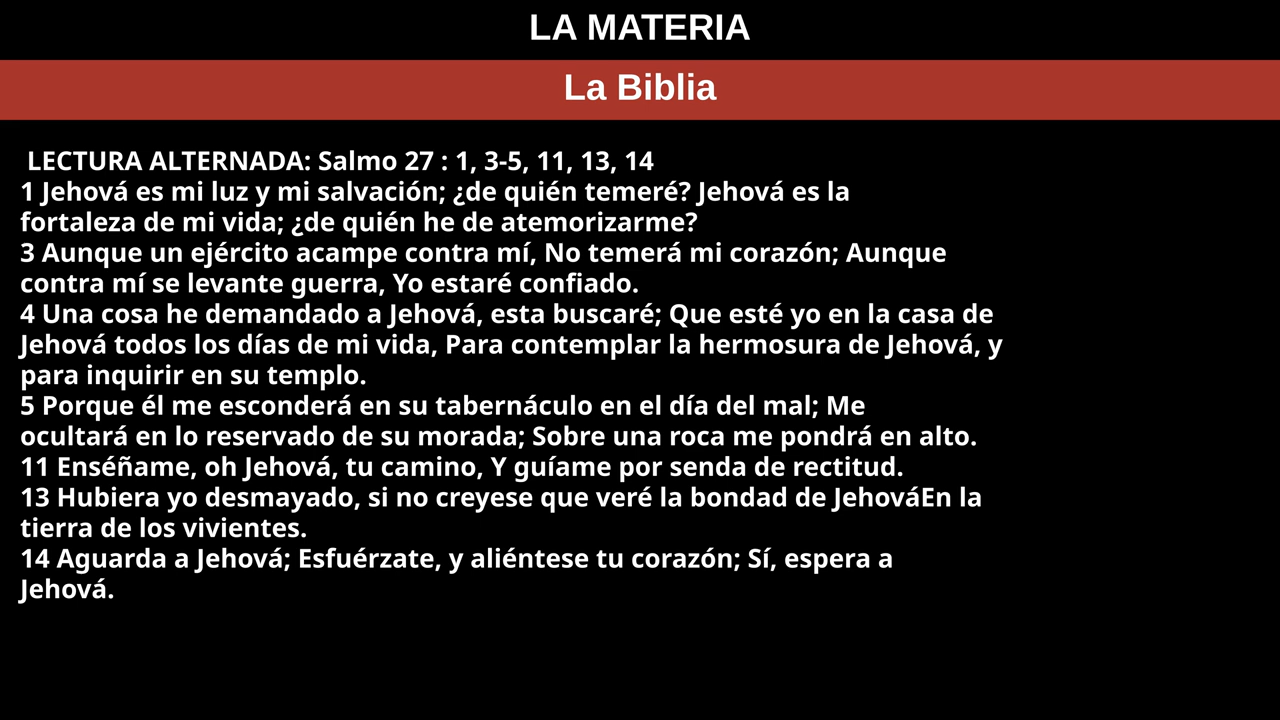 LA MATERIA
La Biblia
LECTURA ALTERNADA: Salmo 27 : 1, 3-5, 11, 13, 14
1 Jehová es mi luz y mi salvación; ¿de quién temeré? Jehová es la
fortaleza de mi vida; ¿de quién he de atemorizarme?
3 Aunque un ejército acampe contra mí, No temerá mi corazón; Aunque
contra mí se levante guerra, Yo estaré confiado.
4 Una cosa he demandado a Jehová, esta buscaré; Que esté yo en la casa de
Jehová todos los días de mi vida, Para contemplar la hermosura de Jehová, y
para inquirir en su templo.
5 Porque él me esconderá en su tabernáculo en el día del mal; Me
ocultará en lo reservado de su morada; Sobre una roca me pondrá en alto.
11 Enséñame, oh Jehová, tu camino, Y guíame por senda de rectitud.
13 Hubiera yo desmayado, si no creyese que veré la bondad de JehováEn la
tierra de los vivientes.
14 Aguarda a Jehová; Esfuérzate, y aliéntese tu corazón; Sí, espera a
Jehová.